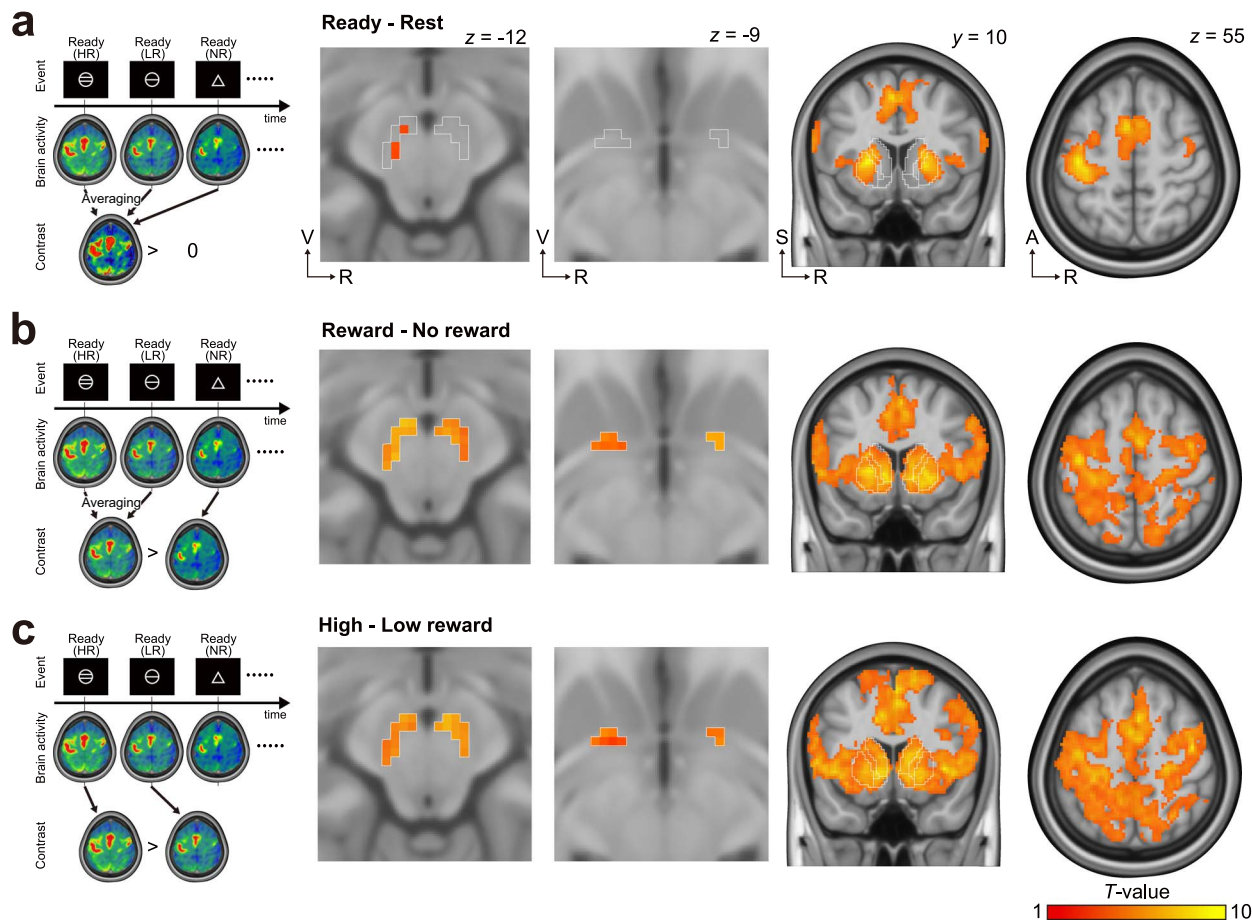 a
Ready - Rest
z = -12
z = -9
y = 10
z = 55
Ready
(HR)
Ready
(LR)
Ready
(NR)
Event
.....
time
Brain activity
.....
Averaging
Contrast
> 0
V
R
V
R
S
R
A
R
b
Reward - No reward
Ready
(HR)
Ready
(LR)
Ready
(NR)
Event
.....
time
Brain activity
.....
Averaging
Contrast
>
c
High - Low reward
Ready
(HR)
Ready
(LR)
Ready
(NR)
Event
.....
time
Brain activity
.....
Contrast
>
T-value
1 10